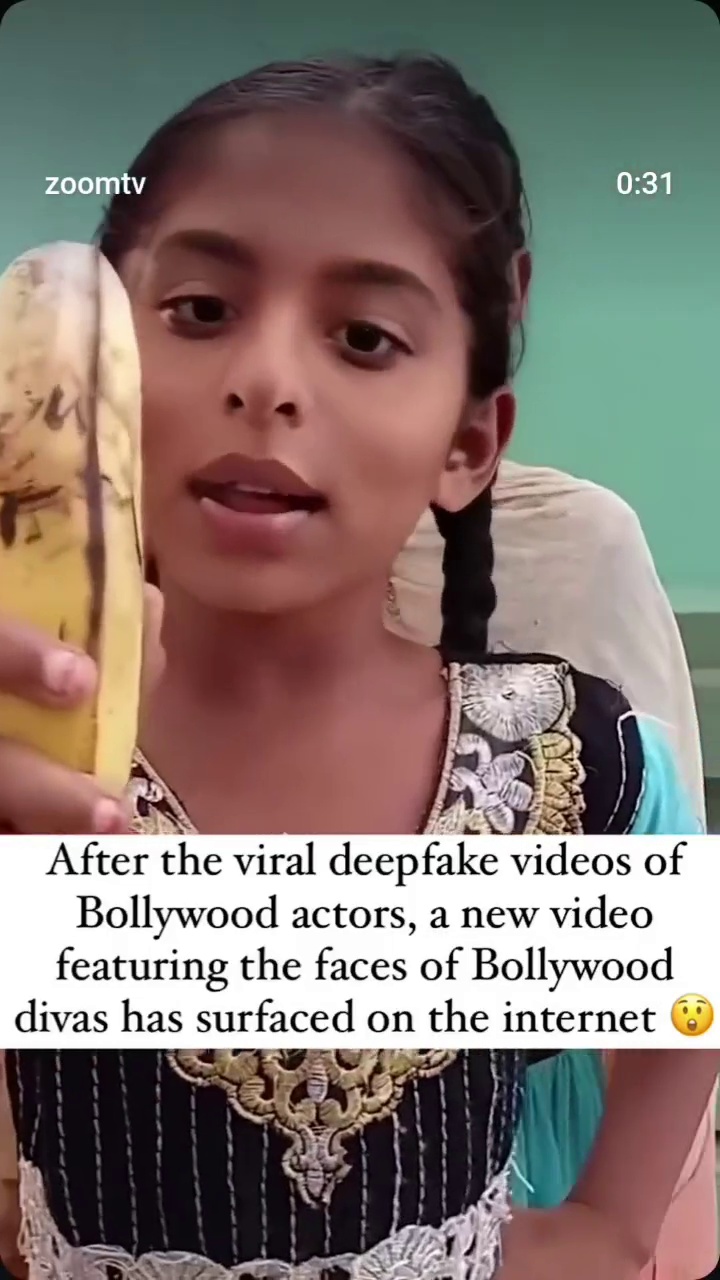 zoomtv
0:31
After the viral deepfake videos of
Bollywood actors, a new video
featuring the faces of Bollywood
divas has surfaced on the internet 😲